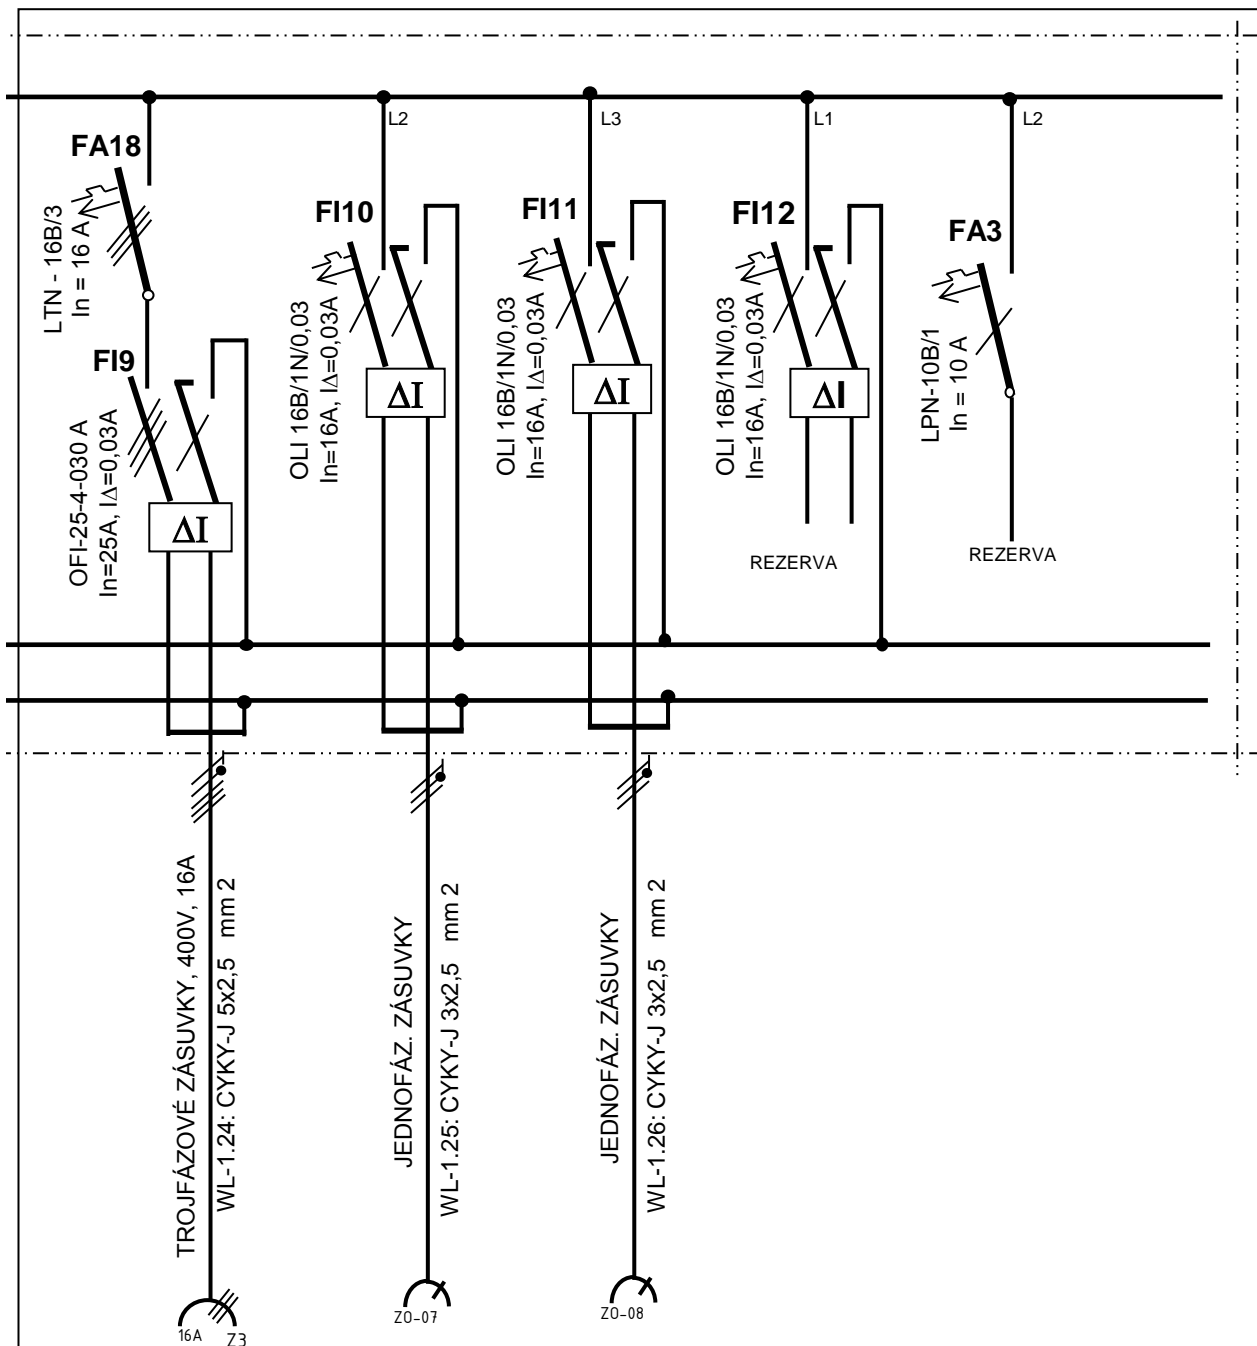 FA18
LTN - 16B/3
In = 16 A
FI9
OFI-25-4-030 A
In=25A, I∆=0,03A
ΔI
L2
FI10
OLI 16B/1N/0,03
In=16A, I∆=0,03A
ΔI
L3
FI11
OLI 16B/1N/0,03
In=16A, I∆=0,03A
ΔI
L1
FI12
OLI 16B/1N/0,03
In=16A, I∆=0,03A
ΔI
REZERVA
L2
FA3
LPN-10B/1
In = 10 A
REZERVA
TROJFÁZOVÉ ZÁSUVKY, 400V, 16A
WL-1.24: CYKY-J 5x2,5 mm 2
16A
Z3
JEDNOFÁZ. ZÁSUVKY
WL-1.25: CYKY-J 3x2,5 mm 2
ZO-07
JEDNOFÁZ. ZÁSUVKY
WL-1.26: CYKY-J 3x2,5 mm 2
ZO-08